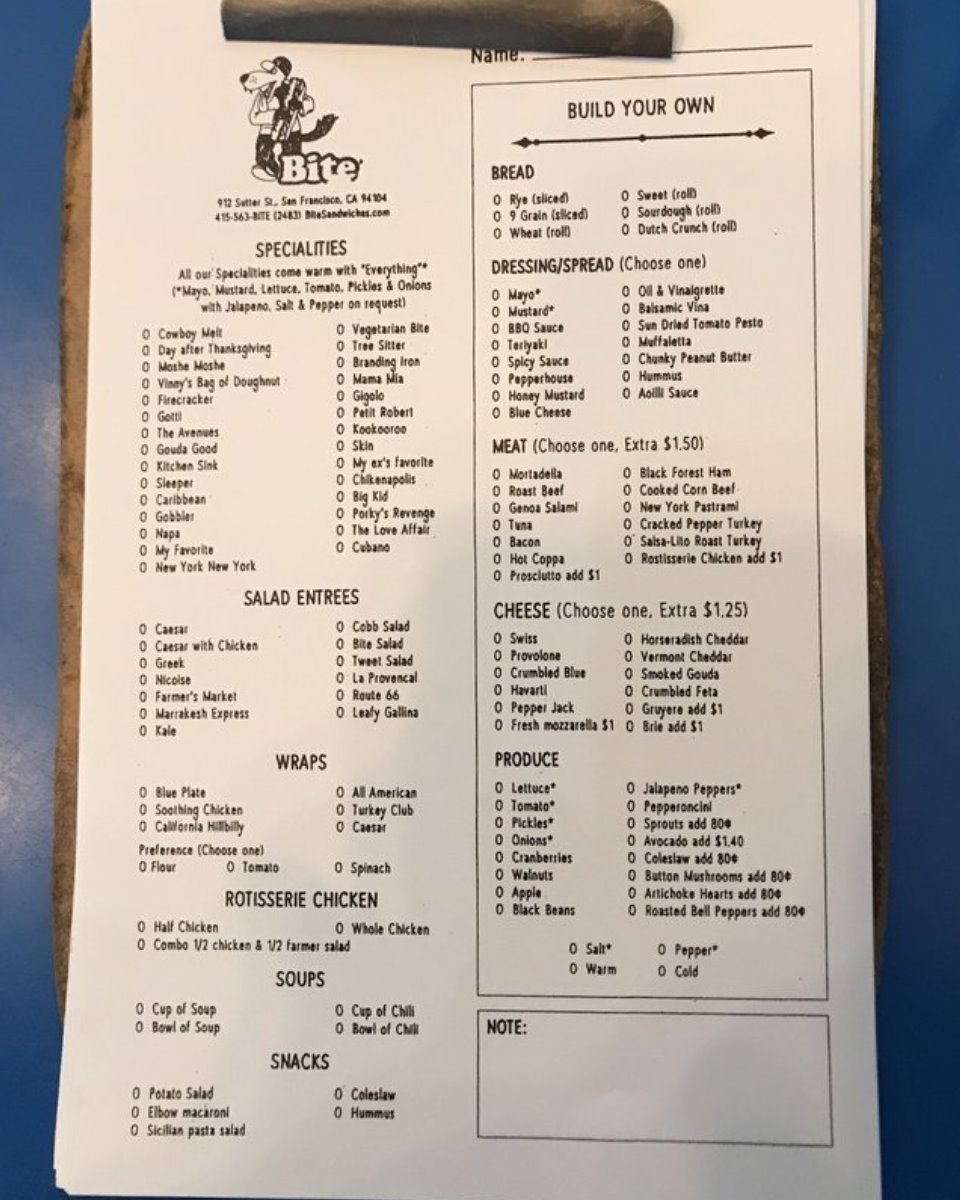 Name:
Bite
912 Sutter St., San Francisco, CA 94104
415-563-BITE (2483) BiteSandwiches.com
SPECIALITIES
All our Specialities come warm with "Everything"*
(*Mayo, Mustard, Lettuce, Tomato, Pickles & Onions
with Jalapeno, Salt & Pepper on request)
O Cowboy Melt
O Day after Thanksgiving
O Moshe Moshe
O Vinny's Bag of Doughnut
O Firecracker
O Gotti
O The Avenues
O Gouda Good
O Kitchen Sink
O Sleeper
O Caribbean
O Gobbler
O Napa
O My Favorite
O New York New York
O Vegetarian Bite
O Tree Sitter
O Branding Iron
O Mama Mia
O Gigolo
O Petit Robert
O Kookooroo
O Skin
O My ex's favorite
O Chikenapolis
O Big Kid
O Porky's Revenge
O The Love Affair
O Cubano
SALAD ENTREES
O Caesar
O Caesar with Chicken
O Greek
O Nicoise
O Farmer's Market
O Marrakesh Express
O Kale
O Cobb Salad
O Bite Salad
O Tweet Salad
O La Provencal
O Route 66
O Leafy Gallina
WRAPS
O Blue Plate
O Soothing Chicken
O California Hillbilly
O All American
O Turkey Club
O Caesar
Preference (Choose one)
O Flour O Tomato O Spinach
ROTISSERIE CHICKEN
O Half Chicken O Whole Chicken
O Combo 1/2 chicken & 1/2 farmer salad
SOUPS
O Cup of Soup
O Bowl of Soup
O Cup of Chili
O Bowl of Chili
SNACKS
O Potato Salad
O Elbow macaroni
O Sicilian pasta salad
O Coleslaw
O Hummus
BUILD YOUR OWN
BREAD
O Rye (sliced)
O 9 Grain (sliced)
O Wheat (roll)
O Sweet (roll)
O Sourdough (roll)
O Dutch Crunch (roll)
DRESSING/SPREAD (Choose one)
O Mayo*
O Mustard*
O BBQ Sauce
O Teriyaki
O Spicy Sauce
O Pepperhouse
O Honey Mustard
O Blue Cheese
O Oil & Vinaigrette
O Balsamic Vina
O Sun Dried Tomato Pesto
O Muffaletta
O Chunky Peanut Butter
O Hummus
O Aoilli Sauce
MEAT (Choose one, Extra $1.50)
O Mortadella
O Roast Beef
O Genoa Salami
O Tuna
O Bacon
O Hot Coppa
O Prosciutto add $1
O Black Forest Ham
O Cooked Corn Beef
O New York Pastrami
O Cracked Pepper Turkey
O Salsa-Lito Roast Turkey
O Rostisserie Chicken add $1
CHEESE (Choose one, Extra $1.25)
O Swiss
O Provolone
O Crumbled Blue
O Havarti
O Pepper Jack
O Fresh mozzarella $1
O Horseradish Cheddar
O Vermont Cheddar
O Smoked Gouda
O Crumbled Feta
O Gruyere add $1
O Brie add $1
PRODUCE
O Lettuce*
O Tomato*
O Pickles*
O Onions*
O Cranberries
O Walnuts
O Apple
O Black Beans
O Jalapeno Peppers*
O Pepperoncini
O Sprouts add 80¢
O Avocado add $1.40
O Coleslaw add 80¢
O Button Mushrooms add 80¢
O Artichoke Hearts add 80¢
O Roasted Bell Peppers add 80¢
O Salt* O Pepper*
O Warm O Cold
NOTE: